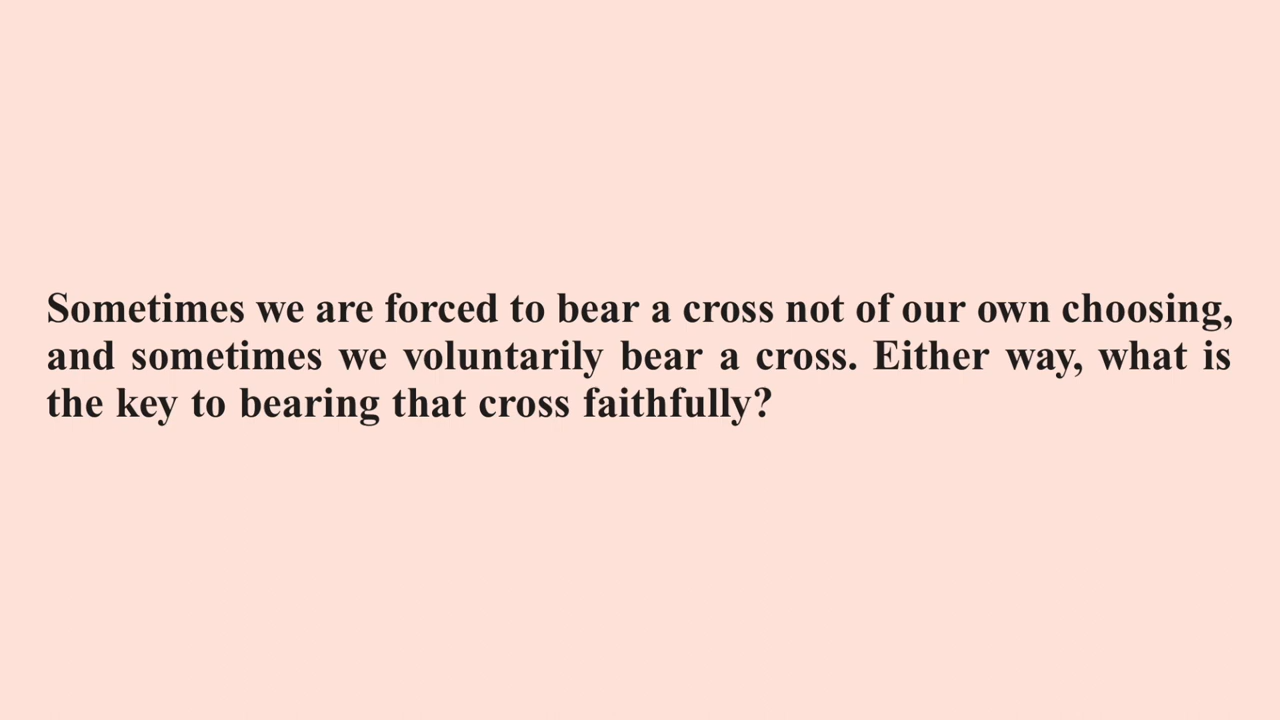 Sometimes we are forced to bear a cross not of our own choosing,
and sometimes we voluntarily bear a cross. Either way, what is
the key to bearing that cross faithfully?